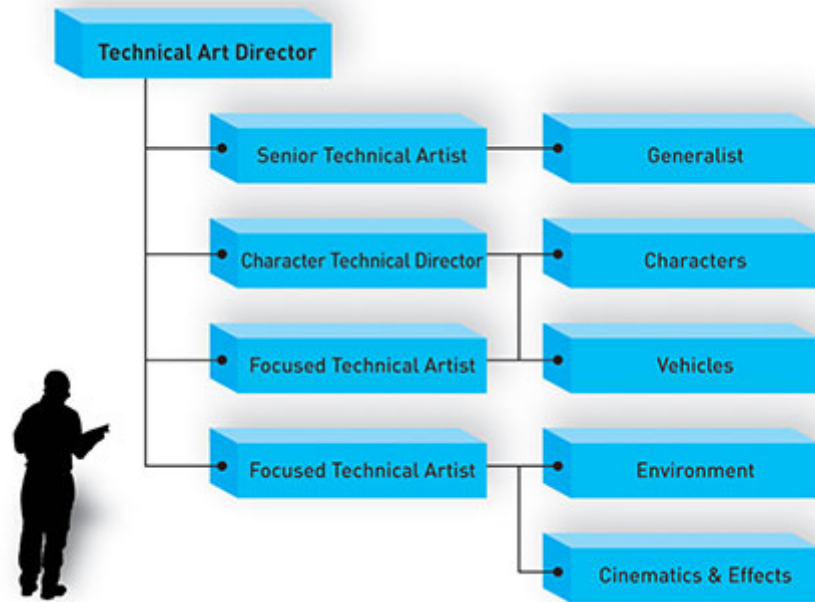 Technical Art Director
Senior Technical Artist
Generalist
Character Technical Director
Characters
Focused Technical Artist
Vehicles
Focused Technical Artist
Environment
Cinematics & Effects